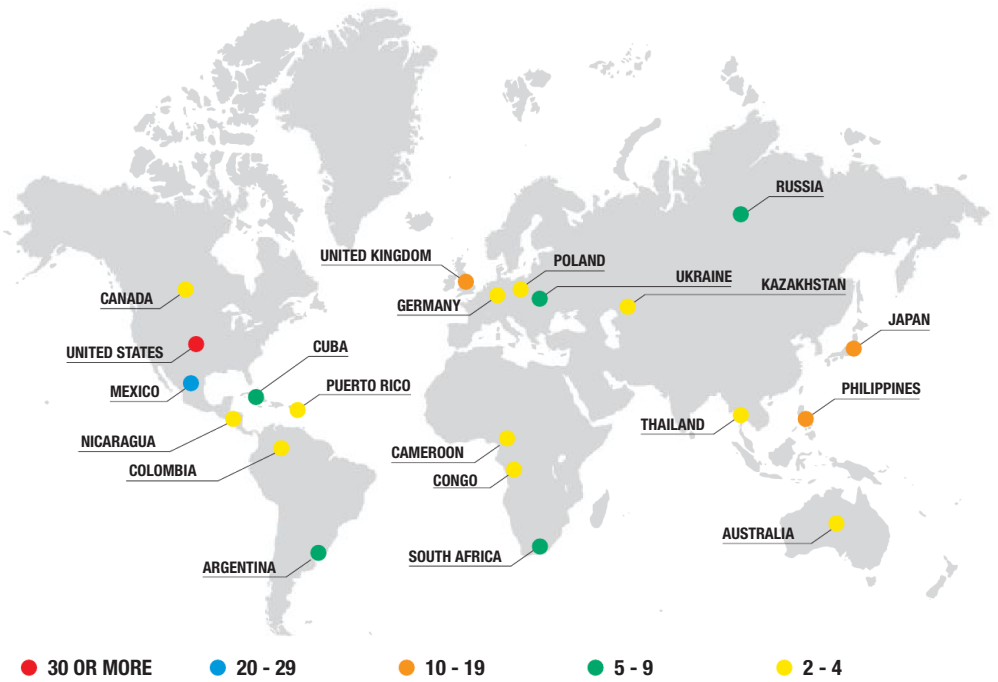 RUSSIA
UNITED KINGDOM
POLAND
UKRAINE
KAZAKHSTAN
CANADA
GERMANY
JAPAN
UNITED STATES
CUBA
MEXICO
PUERTO RICO
PHILIPPINES
THAILAND
NICARAGUA
CAMEROON
COLOMBIA
CONGO
AUSTRALIA
SOUTH AFRICA
ARGENTINA
30 OR MORE
20 - 29
10 - 19
5 - 9
2 - 4